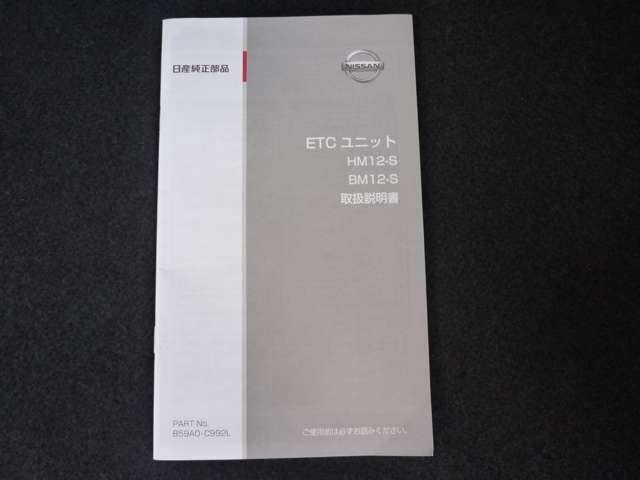 日産純正部品
NISSAN
ETC ユニット
HM12-S
BM12-S
取扱説明書
PART No.
B59A0-C992L
ご使用前は必ずお読みください。